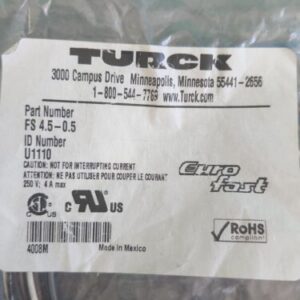 TURCK
3000 Campus Drive Minneapolis, Minnesota 55441-2656
1-800-544-7769 www.Turck.com
Part Number
FS 4.5-0.5
ID Number
U1110
CAUTION: NOT FOR INTERRUPTING CURRENT
ATTENTION: NE PAS UTILISER POUR COUPER LE COURANT
250 V: 4 A max
euro fast
C US
RoHS
compliant
4008M
Made in Mexico